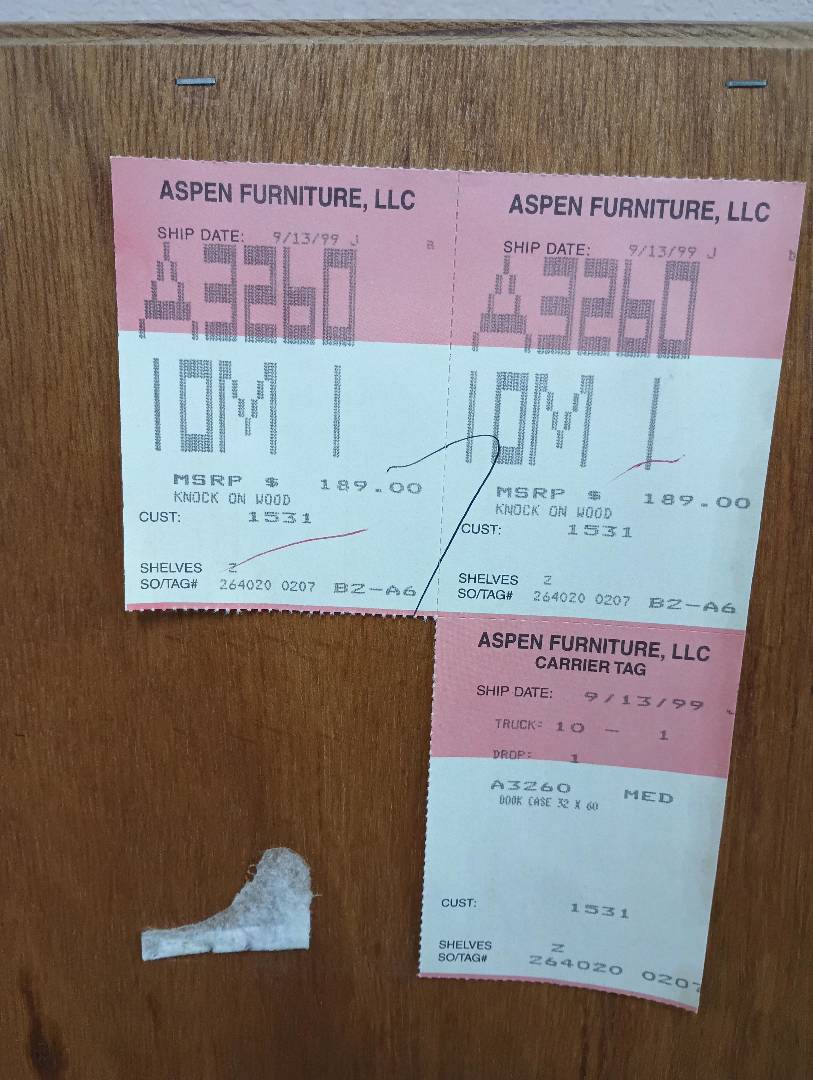 ASPEN FURNITURE, LLC
SHIP DATE: 9/13/99 J
A3260
10M 1
MSRP $ 189.00
KNOCK ON WOOD
CUST: 1531
SHELVES 2
SO/TAG# 264020 0207 B2-A6
ASPEN FURNITURE, LLC
SHIP DATE: 9/13/99 J
A3260
10M 1
MSRP $ 189.00
KNOCK ON WOOD
CUST: 1531
SHELVES 2
SO/TAG# 264020 0207 B2-A6
ASPEN FURNITURE, LLC
CARRIER TAG
SHIP DATE: 9/13/99
TRUCK= 10 - 1
DROP: 1
A3260 MED
BOOK CASE 32 X 60
CUST: 1531
SHELVES 2
SO/TAG# 264020 0207